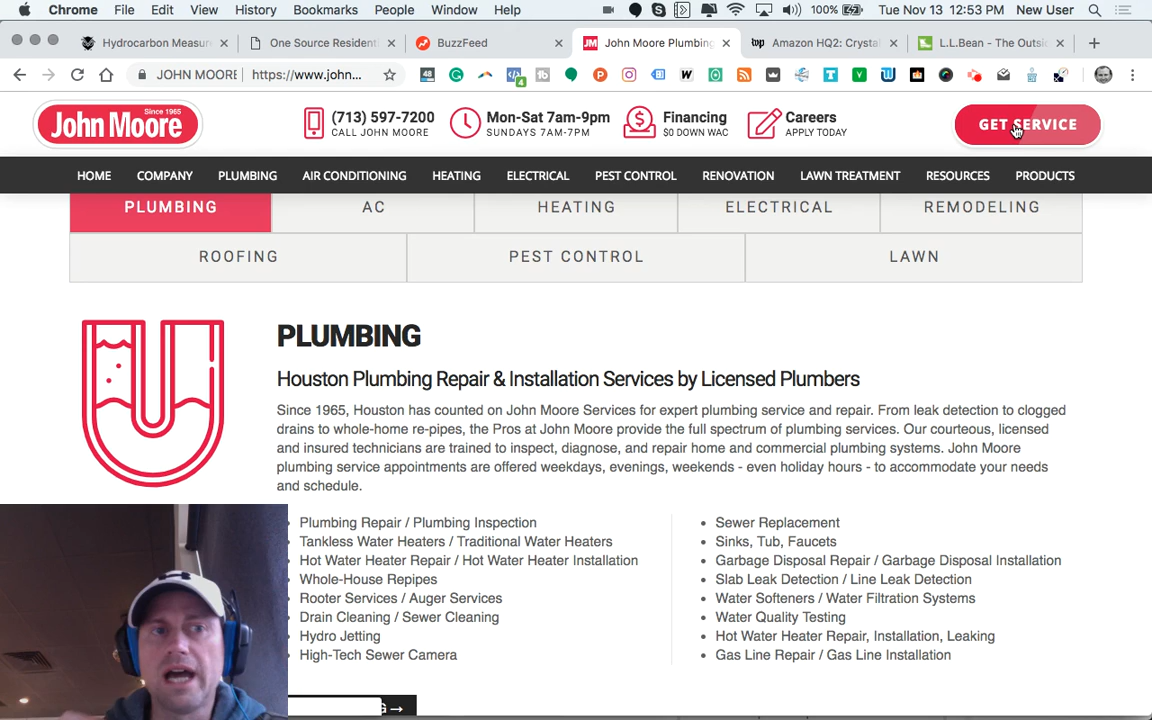 Chrome File Edit View History Bookmarks People Window Help 100% Tue Nov 13 12:53 PM New User
Hydrocarbon Measur One Source Resident BuzzFeed John Moore Plumbing Amazon HQ2: Crystal L.L.Bean - The Outsi
JOHN MOORE https://www.john...
Since 1965
John Moore
(713) 597-7200
CALL JOHN MOORE
Mon-Sat 7am-9pm
SUNDAYS 7AM-7PM
Financing
$0 DOWN WAC
Careers
APPLY TODAY
GET SERVICE
HOME COMPANY PLUMBING AIR CONDITIONING HEATING ELECTRICAL PEST CONTROL RENOVATION LAWN TREATMENT RESOURCES PRODUCTS
PLUMBING AC HEATING ELECTRICAL REMODELING
ROOFING PEST CONTROL LAWN
PLUMBING
Houston Plumbing Repair & Installation Services by Licensed Plumbers
Since 1965, Houston has counted on John Moore Services for expert plumbing service and repair. From leak detection to clogged
drains to whole-home re-pipes, the Pros at John Moore provide the full spectrum of plumbing services. Our courteous, licensed
and insured technicians are trained to inspect, diagnose, and repair home and commercial plumbing systems. John Moore
plumbing service appointments are offered weekdays, evenings, weekends - even holiday hours - to accommodate your needs
and schedule.
Plumbing Repair / Plumbing Inspection
Tankless Water Heaters / Traditional Water Heaters
Hot Water Heater Repair / Hot Water Heater Installation
Whole-House Repipes
Rooter Services / Auger Services
Drain Cleaning / Sewer Cleaning
Hydro Jetting
High-Tech Sewer Camera
Sewer Replacement
Sinks, Tub, Faucets
Garbage Disposal Repair / Garbage Disposal Installation
Slab Leak Detection / Line Leak Detection
Water Softeners / Water Filtration Systems
Water Quality Testing
Hot Water Heater Repair, Installation, Leaking
Gas Line Repair / Gas Line Installation